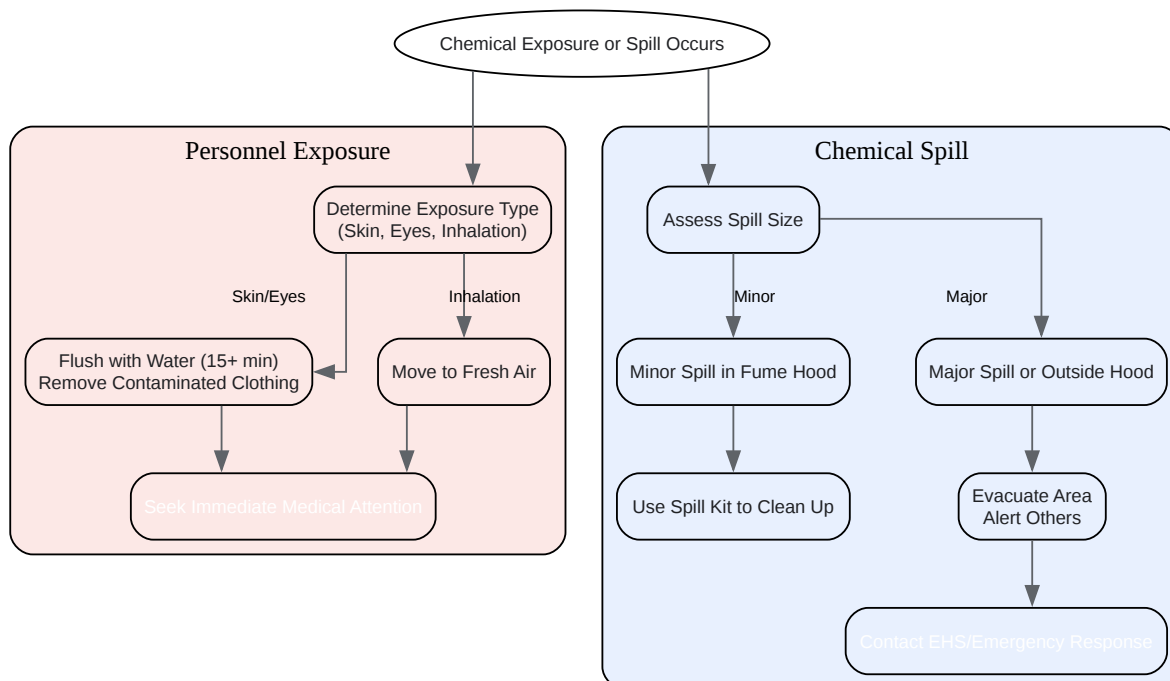 Chemical Exposure or Spill Occurs
Personnel Exposure
Determine Exposure Type
(Skin, Eyes, Inhalation)
Skin/Eyes
Inhalation
Flush with Water (15+ min)
Remove Contaminated Clothing
Move to Fresh Air
Seek Immediate Medical Attention
Chemical Spill
Assess Spill Size
Minor
Major
Minor Spill in Fume Hood
Major Spill or Outside Hood
Use Spill Kit to Clean Up
Evacuate Area
Alert Others
Contact EHS/Emergency Response